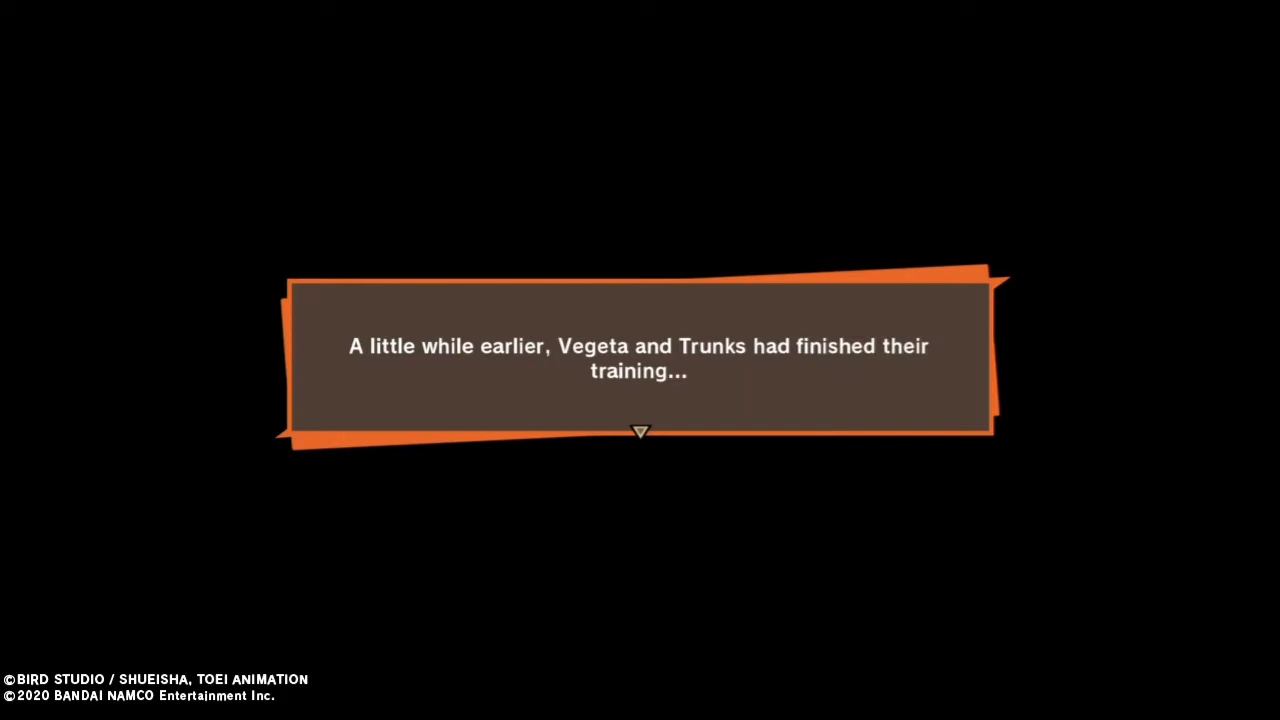 A little while earlier, Vegeta and Trunks had finished their
training...
©BIRD STUDIO / SHUEISHA, TOEI ANIMATION
©2020 BANDAI NAMCO Entertainment Inc.